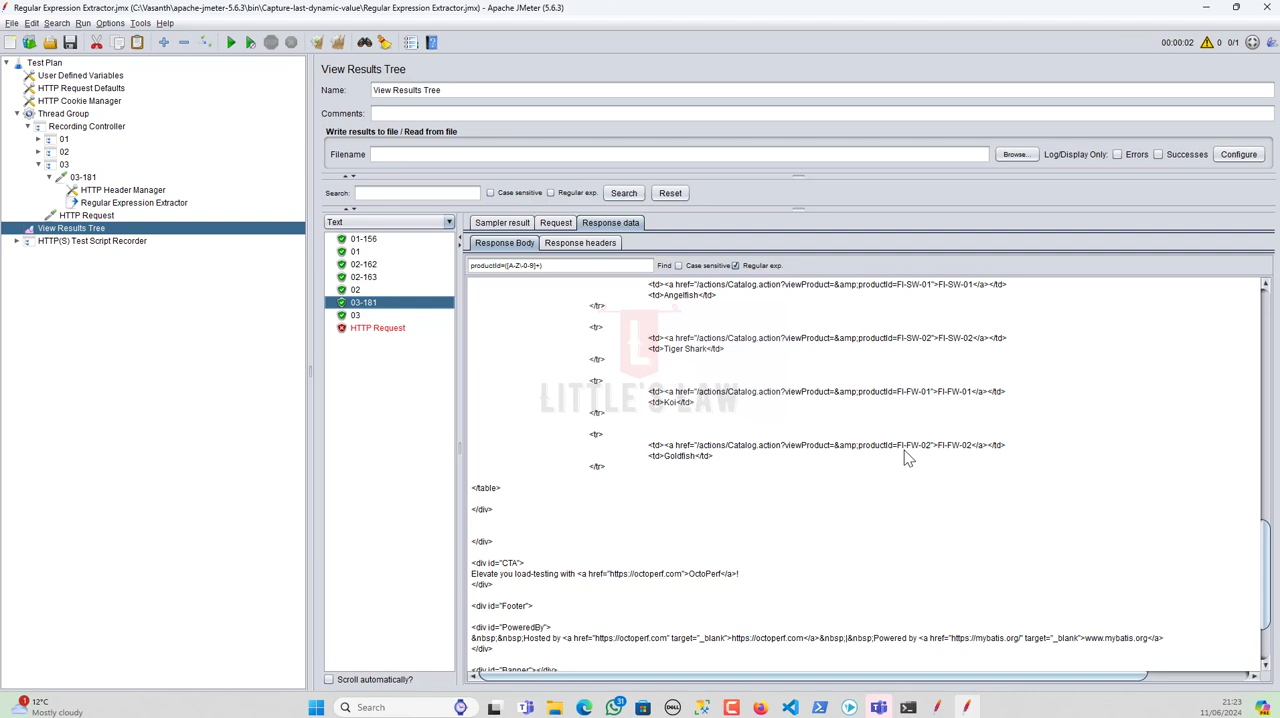 Regular Expression Extractor.jmx (C:\Vasanth\apache-jmeter-5.6.3\bin\Capture-last-dynamic-value\Regular Expression Extractor.jmx) - Apache JMeter (5.6.3)
File Edit Search Run Options Tools Help
00:00:02 0 0/1
Test Plan
User Defined Variables
HTTP Request Defaults
HTTP Cookie Manager
Thread Group
Recording Controller
01
02
03
03-181
HTTP Header Manager
Regular Expression Extractor
HTTP Request
View Results Tree
HTTP(S) Test Script Recorder
View Results Tree
Name: View Results Tree
Comments:
Write results to file / Read from file
Filename Browse... Log/Display Only: Errors Successes Configure
Search: Case sensitive Regular exp. Search Reset
Text
01-156
01
02-162
02-163
02
03-181
03
HTTP Request
Scroll automatically?
Sampler result Request Response data
Response Body Response headers
productId=([A-Z\-0-9]+) Find Case sensitive Regular exp.
<td><a href="/actions/Catalog.action?viewProduct=&amp;productId=FI-SW-01">FI-SW-01</a></td>
<td>Angelfish</td>
</tr>
<tr>
<td><a href="/actions/Catalog.action?viewProduct=&amp;productId=FI-SW-02">FI-SW-02</a></td>
<td>Tiger Shark</td>
</tr>
<tr>
<td><a href="/actions/Catalog.action?viewProduct=&amp;productId=FI-FW-01">FI-FW-01</a></td>
<td>Koi</td>
</tr>
<tr>
<td><a href="/actions/Catalog.action?viewProduct=&amp;productId=FI-FW-02">FI-FW-02</a></td>
<td>Goldfish</td>
</tr>
</table>
</div>
</div>
<div id="CTA">
Elevate you load-testing with <a href="https://octoperf.com">OctoPerf</a>!
</div>
<div id="Footer">
<div id="PoweredBy">
&nbsp;&nbsp;Hosted by <a href="https://octoperf.com" target="_blank">https://octoperf.com</a>&nbsp;|&nbsp;Powered by <a href="https://mybatis.org/" target="_blank">www.mybatis.org</a>
</div>
<div id="Banner"></div>
LITTLE'S LAW
1
12°C
Mostly cloudy
Search
31
DELL
21:23
11/06/2024